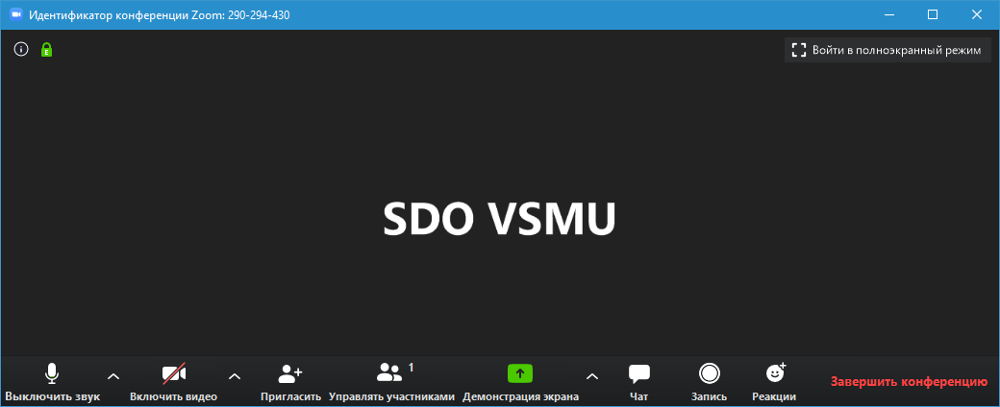 Идентификатор конференции Zoom: 290-294-430
Войти в полноэкранный режим
SDO VSMU
1
Выключить звук
Включить видео
Пригласить
Управлять участниками
Демонстрация экрана
Чат
Запись
Реакции
Завершить конференцию